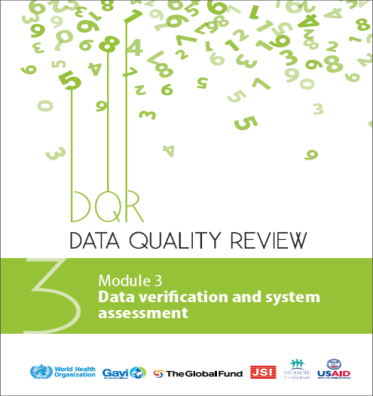 DQR
DATA QUALITY REVIEW
3
Module 3
Data verification and system
assessment
World Health
Organization
Gavi
The Global Fund
JSI
MEASURE
USAID